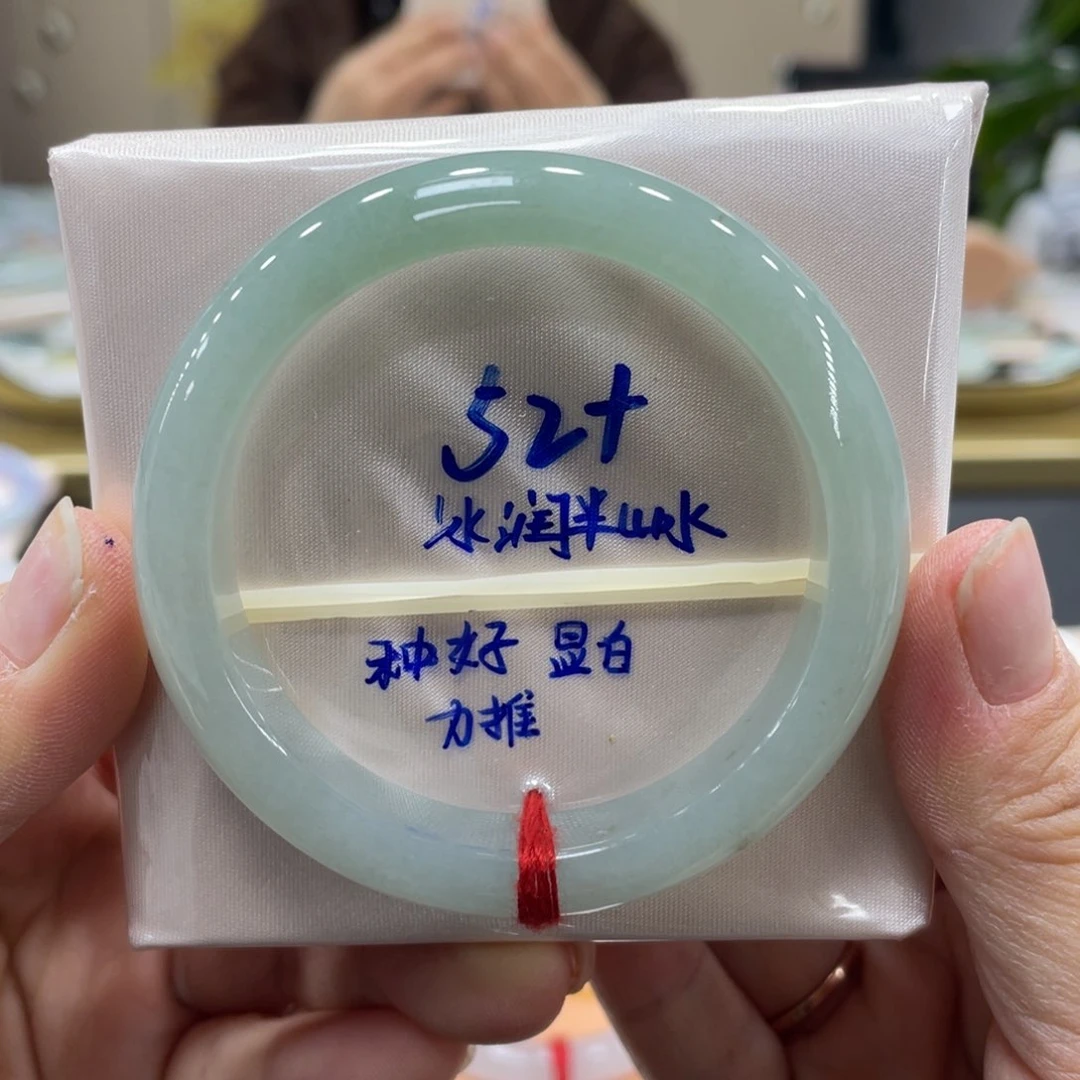 52+
冰润半山水
种好 显白
力推